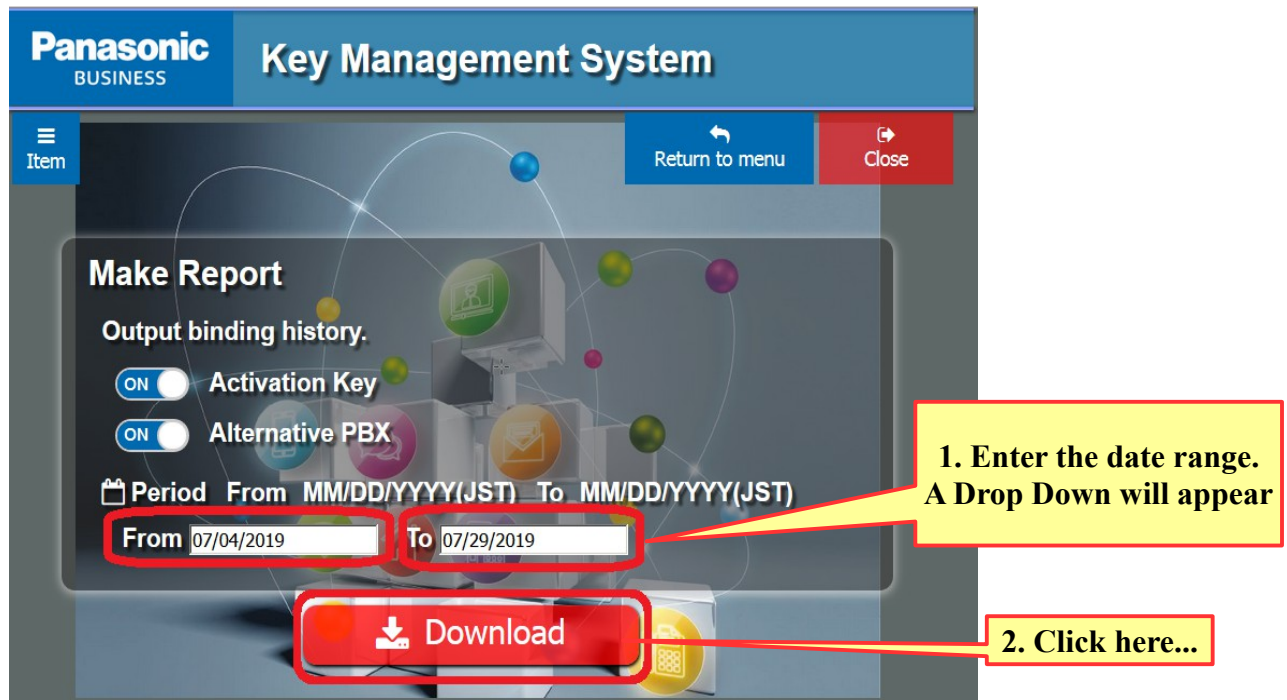 Panasonic
BUSINESS
Key Management System
Item
Return to menu
Close
Make Report
Output binding history.
ON Activation Key
ON Alternative PBX
Period From MM/DD/YYYY(JST) To MM/DD/YYYY(JST)
From 07/04/2019 To 07/29/2019
Download
1. Enter the date range.
A Drop Down will appear
2. Click here...